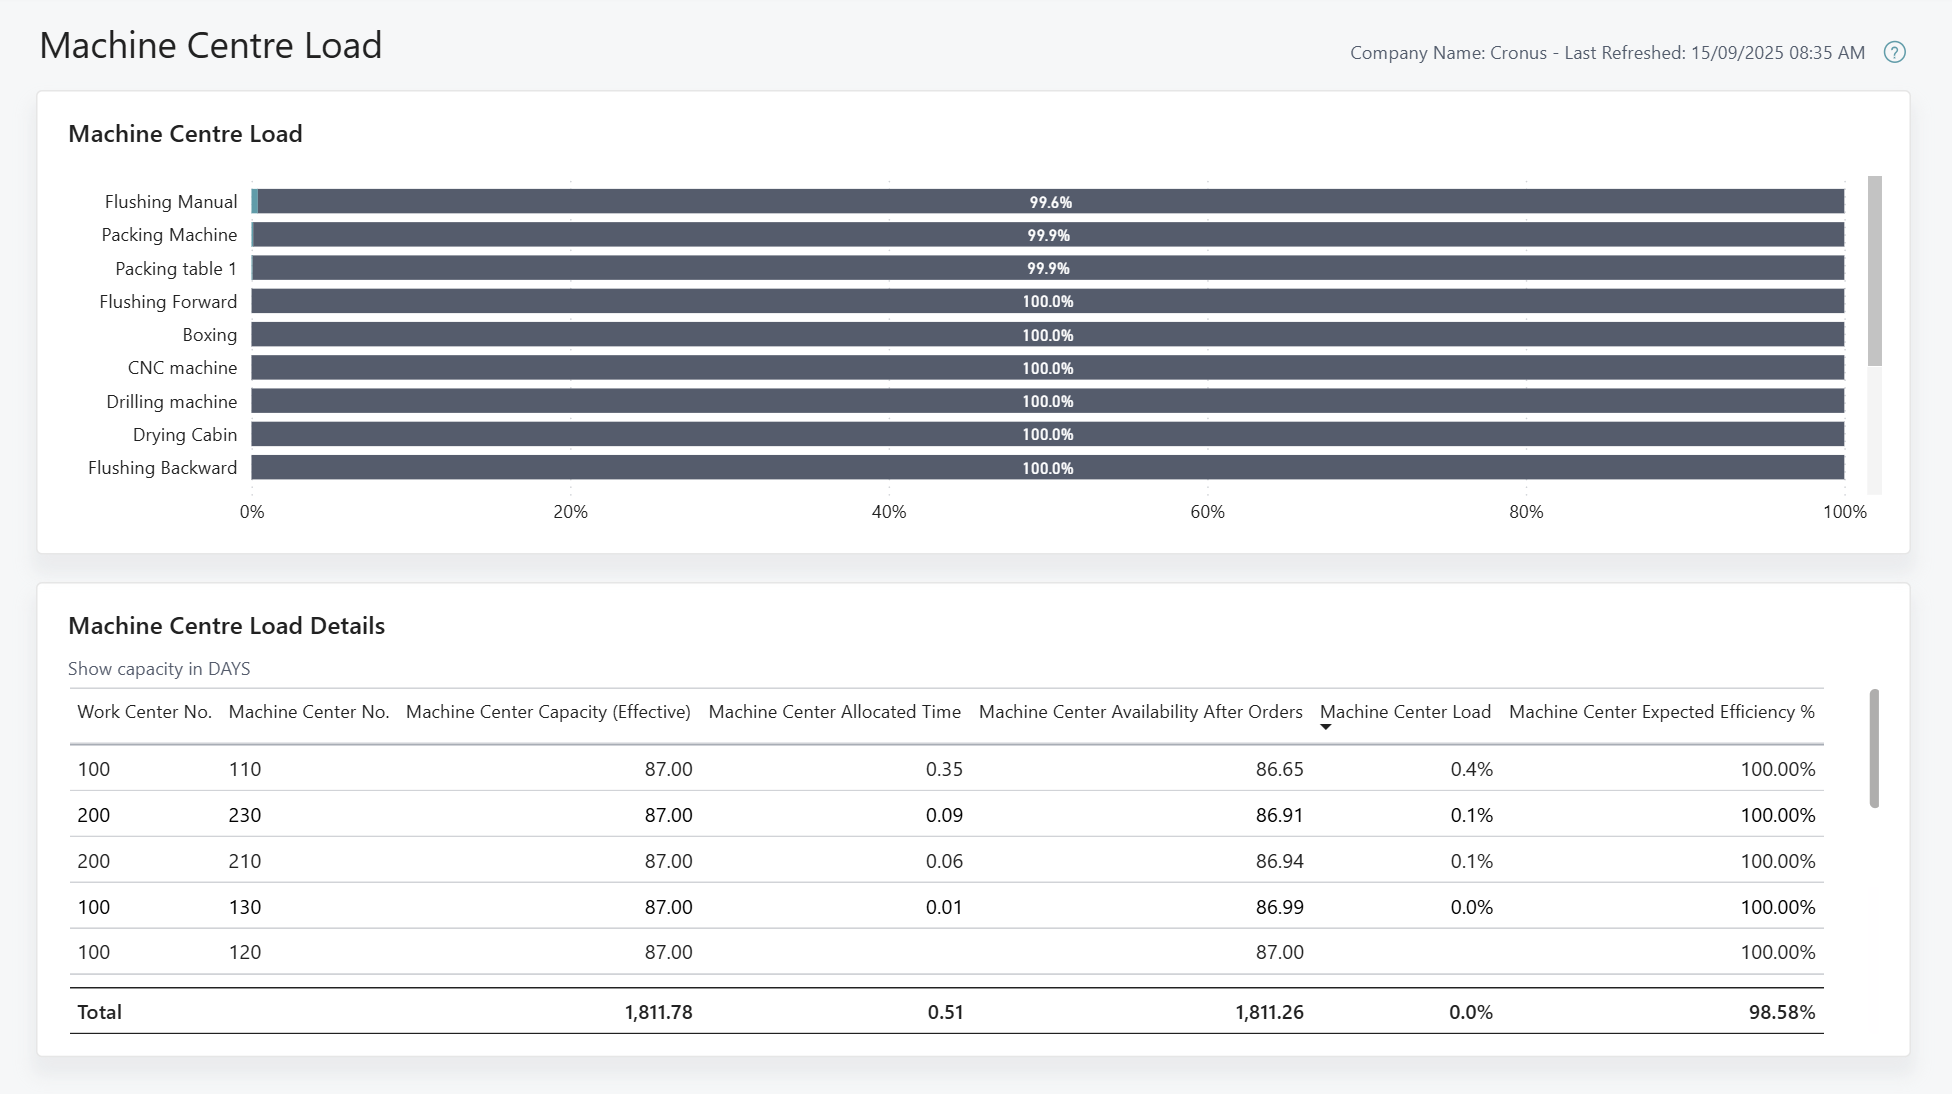 Machine Centre Load
Company Name: Cronus - Last Refreshed: 15/09/2025 08:35 AM ?
Machine Centre Load
Flushing Manual 99.6%
Packing Machine 99.9%
Packing table 1 99.9%
Flushing Forward 100.0%
Boxing 100.0%
CNC machine 100.0%
Drilling machine 100.0%
Drying Cabin 100.0%
Flushing Backward 100.0%
0% 20% 40% 60% 80% 100%
Machine Centre Load Details
Show capacity in DAYS
Work Center No. Machine Center No. Machine Center Capacity (Effective) Machine Center Allocated Time Machine Center Availability After Orders Machine Center Load Machine Center Expected Efficiency %
100 110 87.00 0.35 86.65 0.4% 100.00%
200 230 87.00 0.09 86.91 0.1% 100.00%
200 210 87.00 0.06 86.94 0.1% 100.00%
100 130 87.00 0.01 86.99 0.0% 100.00%
100 120 87.00 87.00 100.00%
Total 1,811.78 0.51 1,811.26 0.0% 98.58%